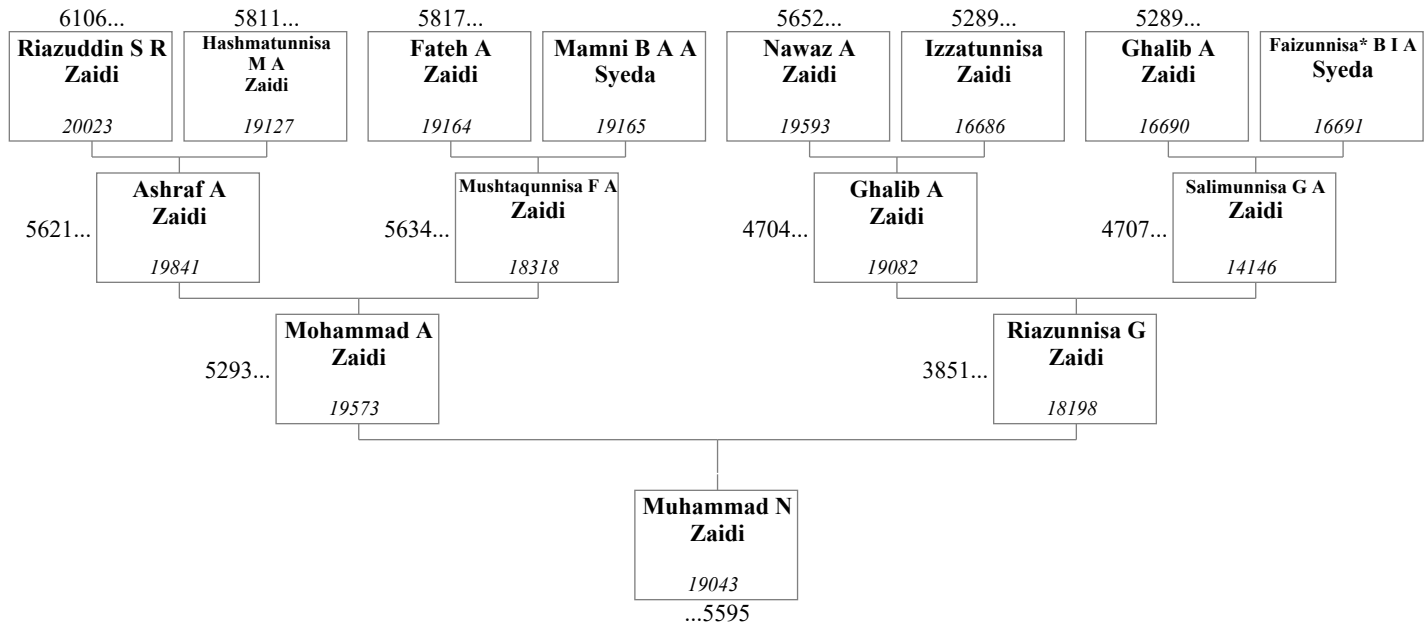 6106... 5811... 5817... 5652... 5289... 5289...
Riazuddin S R
Zaidi
20023
Hashmatunnisa
M A
Zaidi
19127
Fateh A
Zaidi
19164
Mamni B A A
Syeda
19165
Nawaz A
Zaidi
19593
Izzatunnisa
Zaidi
16686
Ghalib A
Zaidi
16690
Faizunnisa* B I A
Syeda
16691
5621...
Ashraf A
Zaidi
19841
5634...
Mushtaqunnisa F A
Zaidi
18318
4704...
Ghalib A
Zaidi
19082
4707...
Salimunnisa G A
Zaidi
14146
5293...
Mohammad A
Zaidi
19573
3851...
Riazunnisa G
Zaidi
18198
Muhammad N
Zaidi
19043
...5595